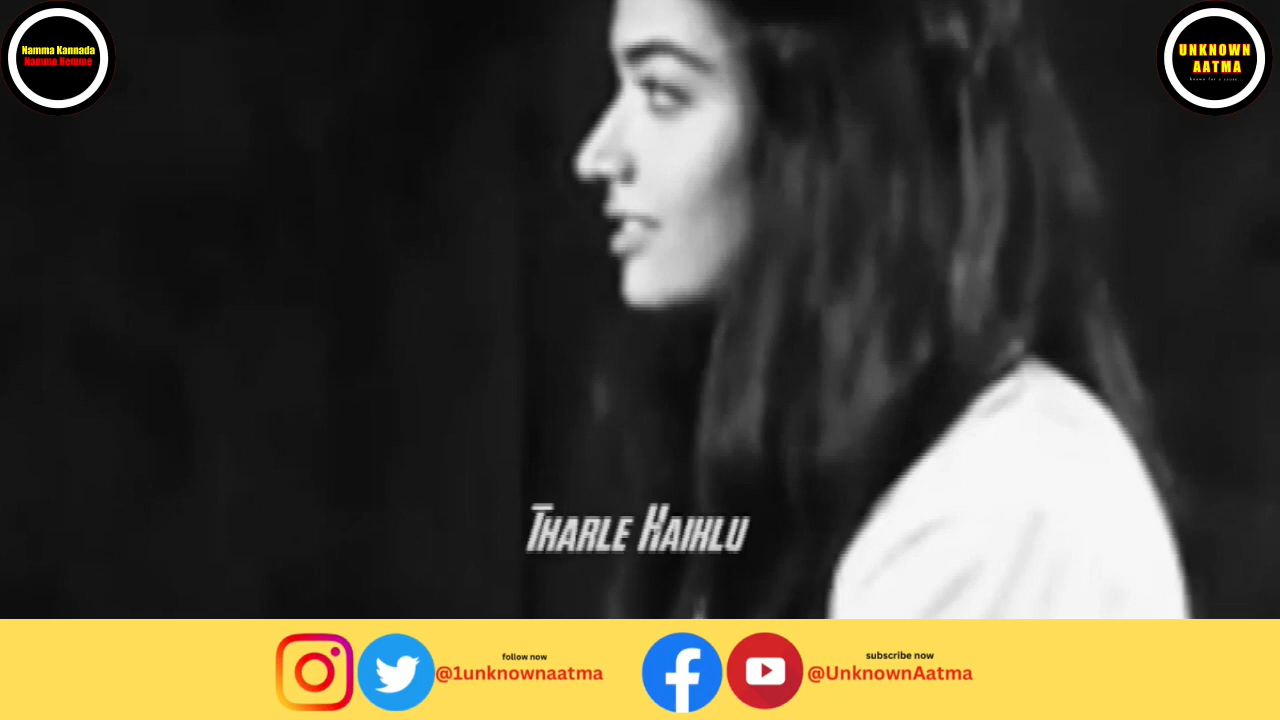 Namma Kannada
Namma Hemme
UNKNOWN
AATMA
THARLE HAIKLU
follow now
@1unknownaatma
subscribe now
@UnknownAatma